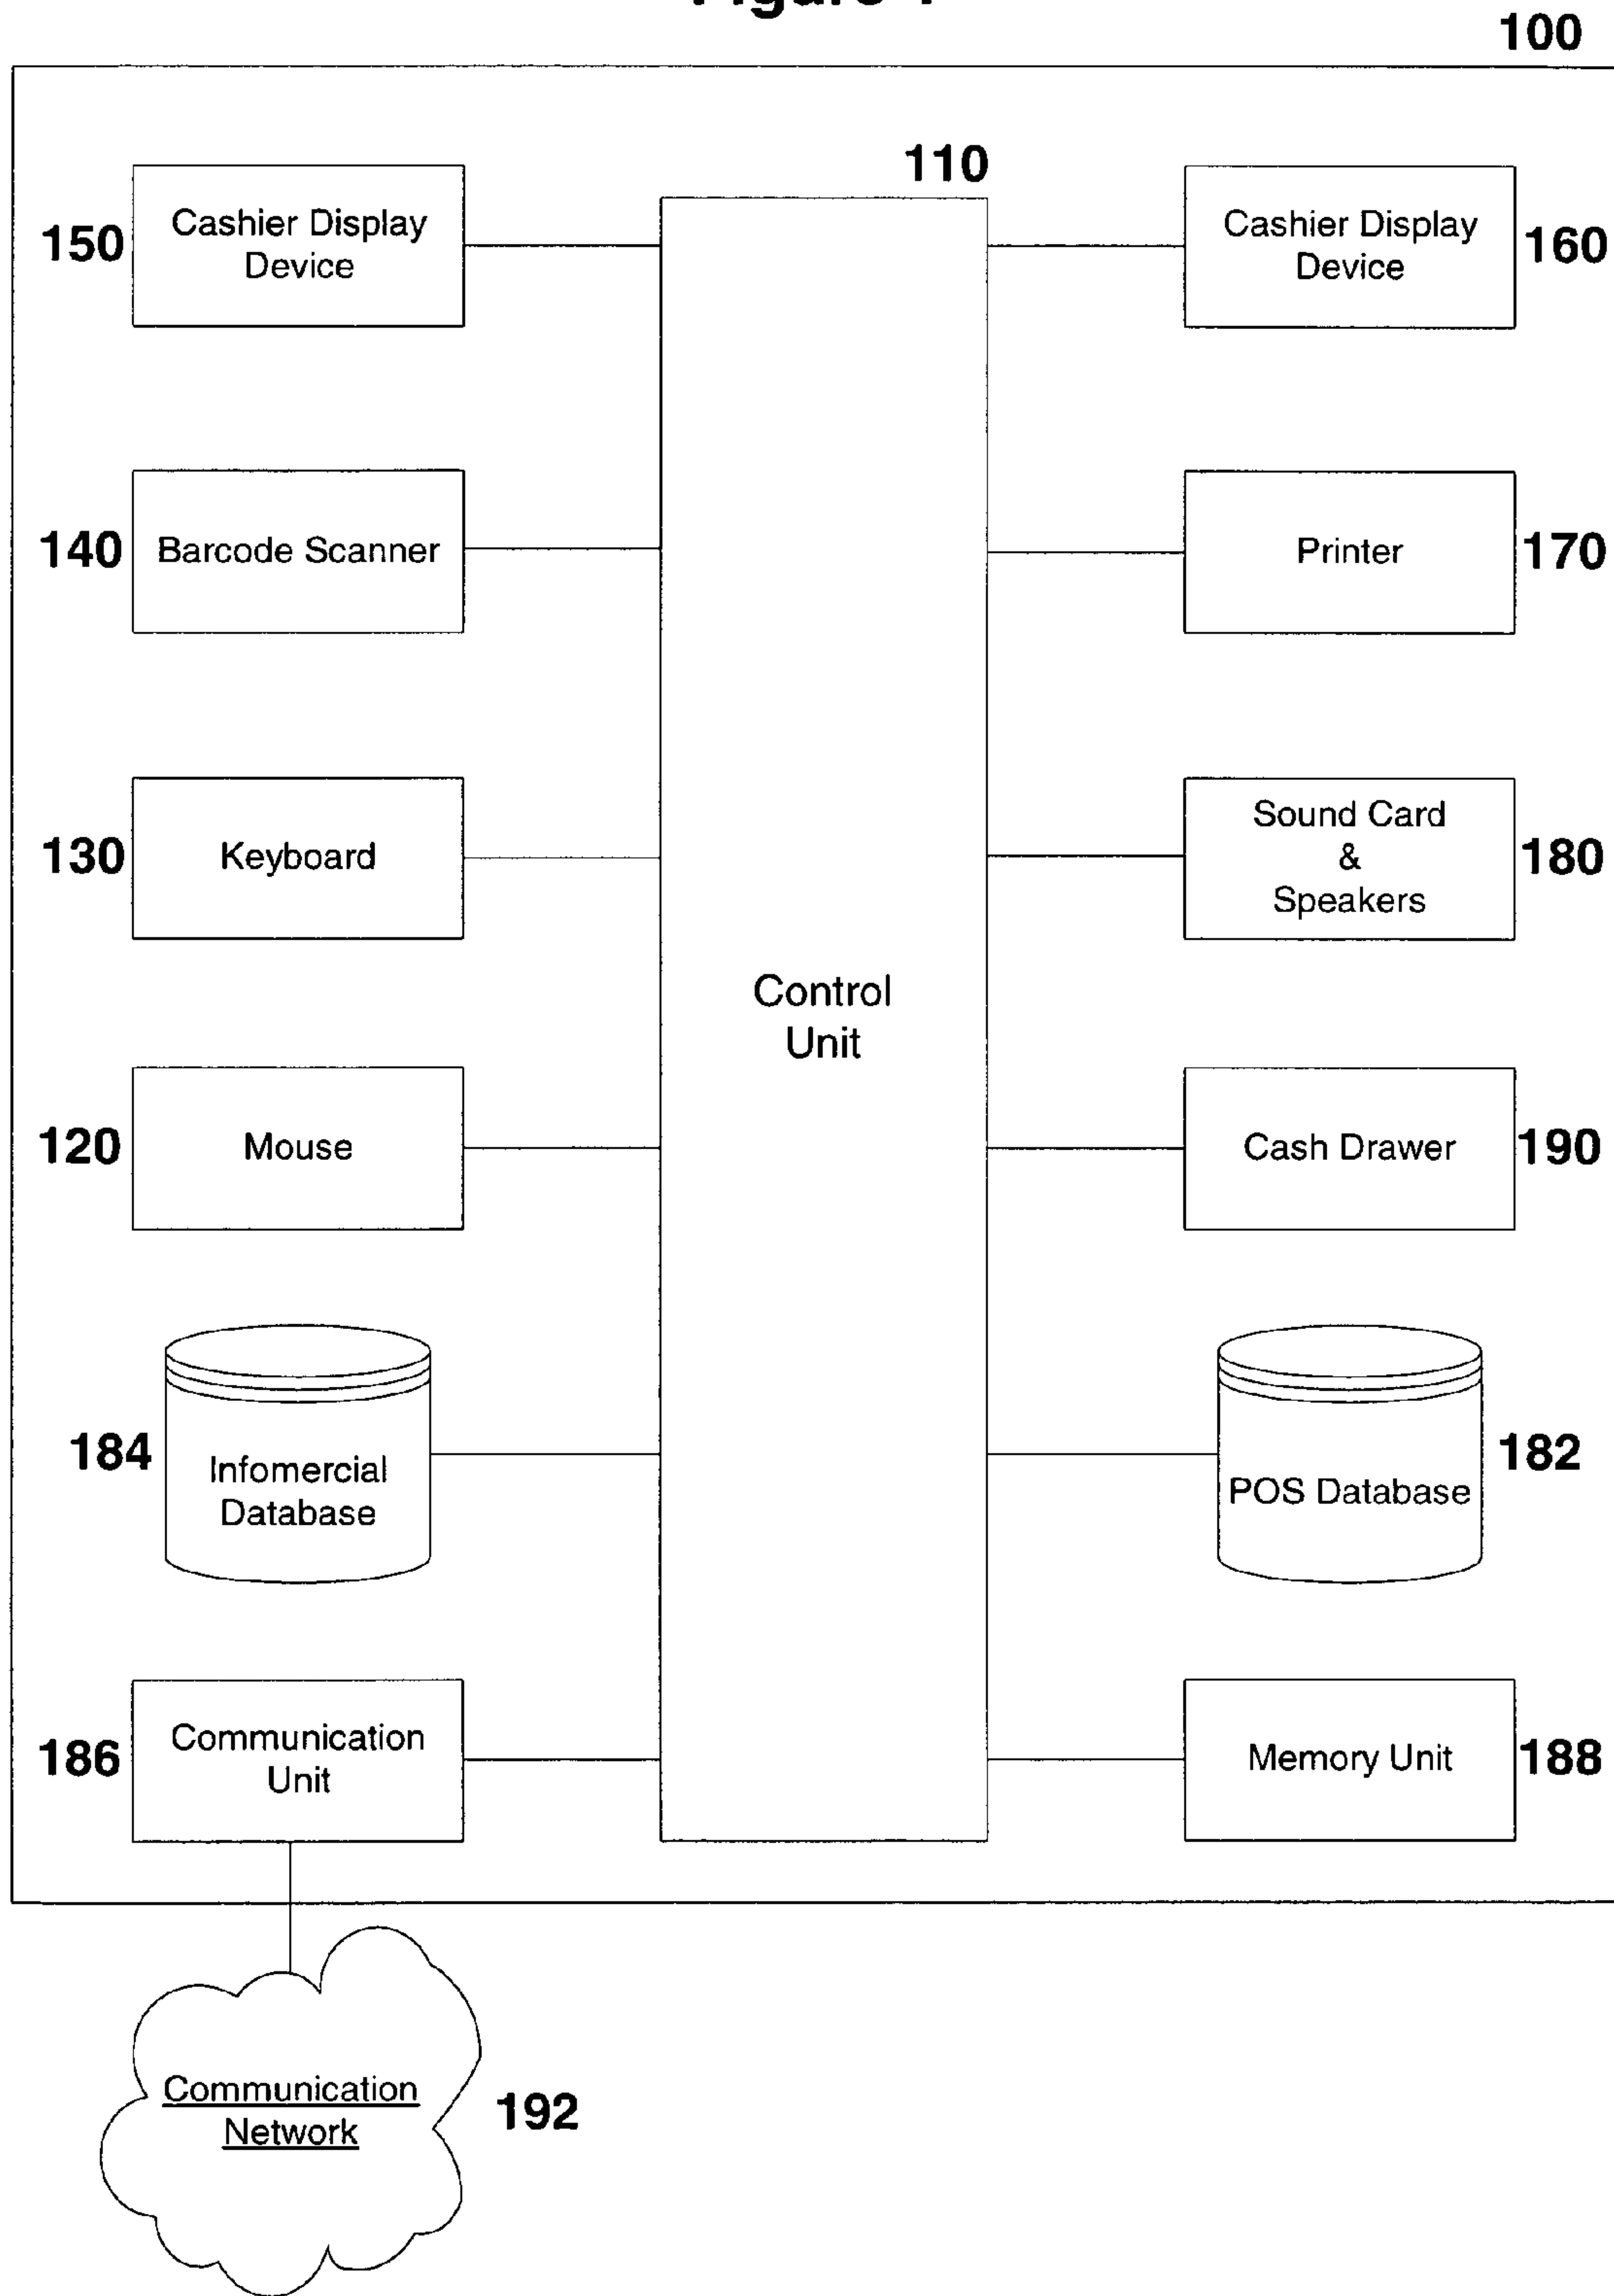 100
110
150
Cashier Display
Device
Cashier Display
Device
160
140
Barcode Scanner
Printer
170
130
Keyboard
Sound Card
&
Speakers
180
Control
Unit
120
Mouse
Cash Drawer
190
184
Infomercial
Database
POS Database
182
186
Communication
Unit
Memory Unit
188
Communication
Network
192